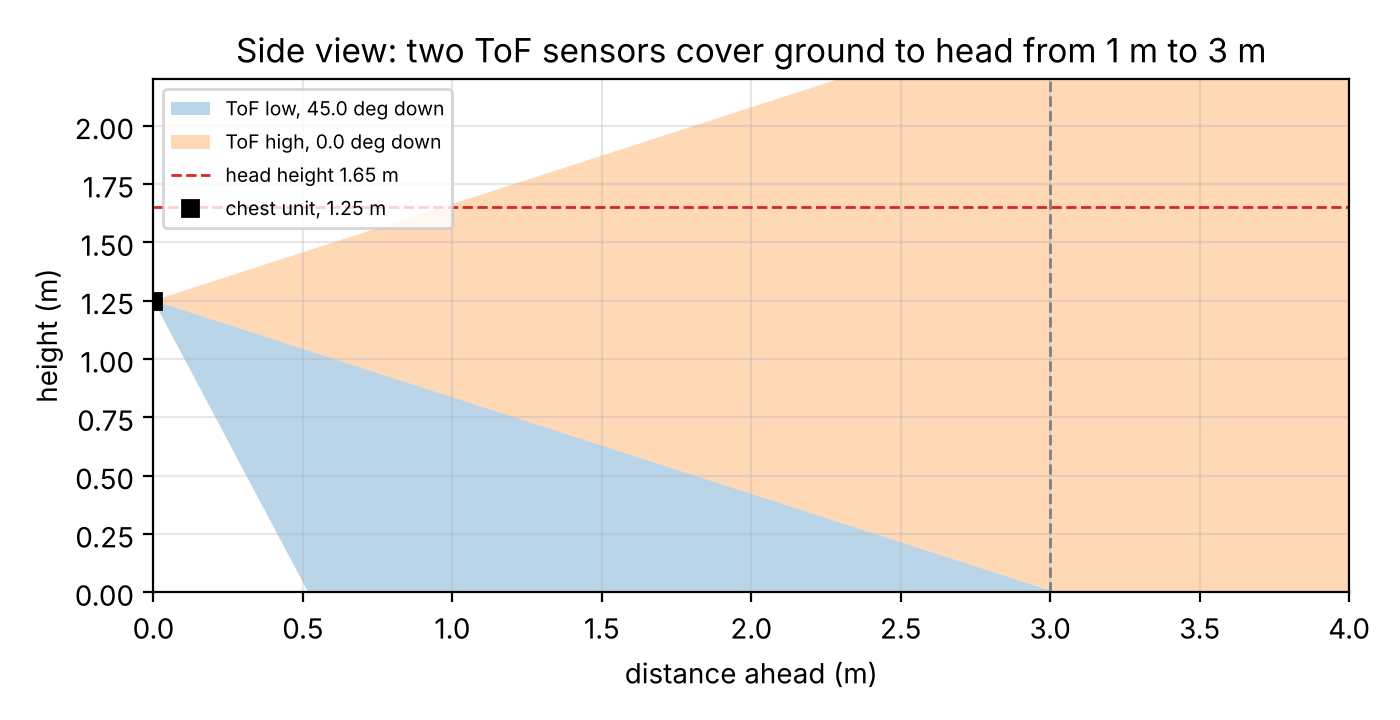 Side view: two ToF sensors cover ground to head from 1 m to 3 m
ToF low, 45.0 deg down
ToF high, 0.0 deg down
head height 1.65 m
chest unit, 1.25 m
height (m)
2.00
1.75
1.50
1.25
1.00
0.75
0.50
0.25
0.00
0.0 0.5 1.0 1.5 2.0 2.5 3.0 3.5 4.0
distance ahead (m)